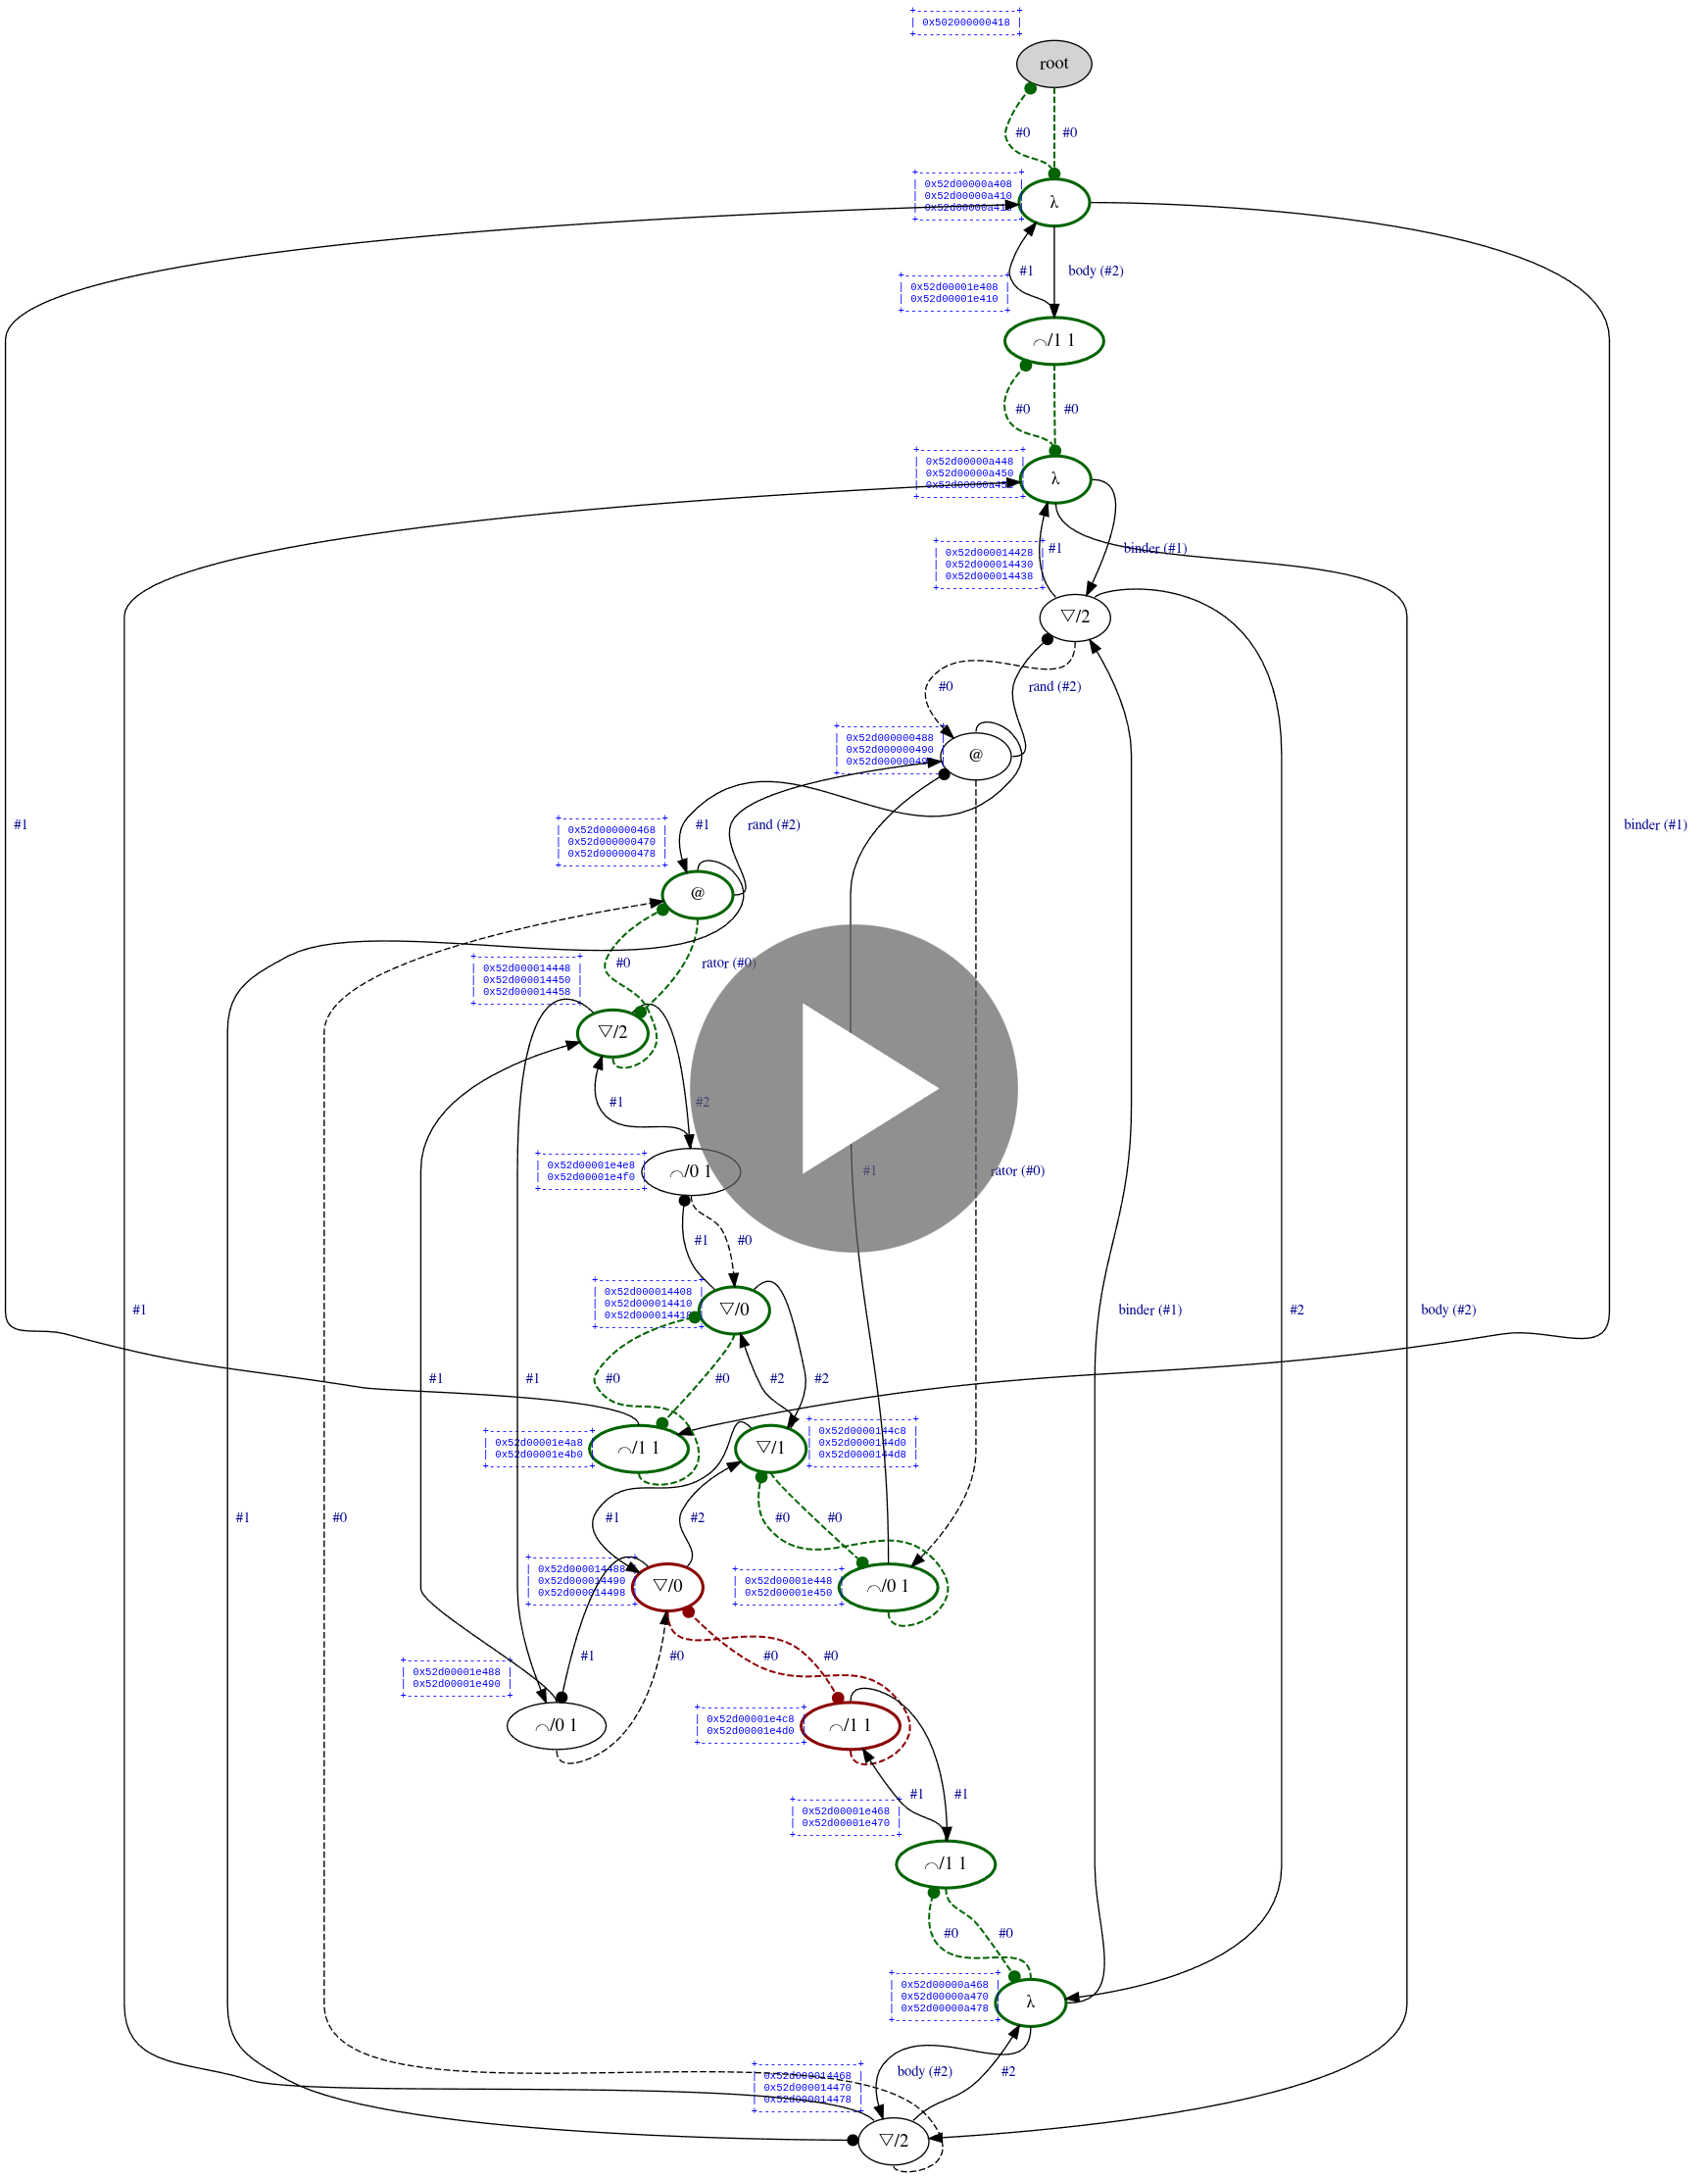 +----------------+
| 0x502000000418 |
+----------------+
root
#0
#0
+----------------+
| 0x52d00000a408 |
| 0x52d00000a410
+----------------+
λ
#1
body (#2)
+----------------+
| 0x52d00001e408 |
| 0x52d00001e410 |
+----------------+
⌒/1 1
#0
#0
+----------------+
| 0x52d00000a448 |
| 0x52d00000a450 |
+----------------+
λ
#1
binder (#1)
+----------------+
| 0x52d000014428 |
| 0x52d000014430 |
| 0x52d000014438 |
+----------------+
▽/2
#0
rand (#2)
+----------------+
| 0x52d000000488 |
| 0x52d000000490
+----------------+
@
#1
#1
rand (#2)
binder (#1)
+----------------+
| 0x52d000000468 |
| 0x52d000000470 |
| 0x52d000000478 |
+----------------+
@
#0
rator (#0)
+----------------+
| 0x52d000014448 |
| 0x52d000014450 |
| 0x52d000014458 |
+----------------+
▽/2
#1
#2
+----------------+
| 0x52d00001e4e8 |
| 0x52d00001e4f0 |
+----------------+
⌒/0 1
#1
rator (#0)
#1
#0
+----------------+
| 0x52d000014408 |
| 0x52d000014410 |
| 0x52d000014418
+----------------+
▽/0
#1
binder (#1)
#2
body (#2)
#1
#1
#0
#0
#2
#2
+----------------+
| 0x52d00001e4a8 |
| 0x52d00001e4b0 |
+----------------+
⌒/1 1
▽/1
+----------------+
| 0x52d0000144c8 |
| 0x52d0000144d0 |
| 0x52d0000144d8 |
+----------------+
#1
#0
#1
#2
#0
#0
+----------------+
| 0x52d000014488
| 0x52d000014490
| 0x52d000014498 |
+----------------+
▽/0
+----------------+
| 0x52d00001e448 |
| 0x52d00001e450 |
+----------------+
⌒/0 1
#1
#0
#0
#0
+----------------+
| 0x52d00001e488 |
| 0x52d00001e490 |
+----------------+
⌒/0 1
+----------------+
| 0x52d00001e4c8 |
| 0x52d00001e4d0 |
+----------------+
⌒/1 1
#1
#1
+----------------+
| 0x52d00001e468 |
| 0x52d00001e470 |
+----------------+
⌒/1 1
#0
#0
+----------------+
| 0x52d00000a468 |
| 0x52d00000a470 |
| 0x52d00000a478 |
+----------------+
λ
body (#2)
#2
+----------------+
| 0x52d000014468 |
| 0x52d000014470 |
| 0x52d000014478 |
+----------------+
▽/2